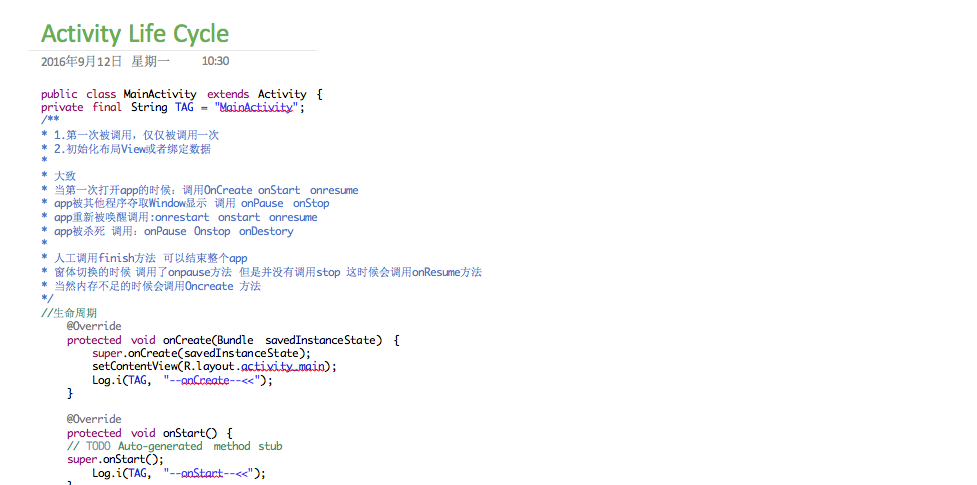 Activity Life Cycle
2016年9月12日 星期一 10:30
public class MainActivity extends Activity {
private final String TAG = "MainActivity";
/**
* 1.第一次被调用，仅仅被调用一次
* 2.初始化布局View或者绑定数据
*
* 大致
* 当第一次打开app的时候：调用OnCreate onStart onresume
* app被其他程序夺取Window显示 调用 onPause onStop
* app重新被唤醒调用:onrestart onstart onresume
* app被杀死 调用：onPause Onstop onDestory
*
* 人工调用finish方法 可以结束整个app
* 窗体切换的时候 调用了onpause方法 但是并没有调用stop 这时候会调用onResume方法
* 当然内存不足的时候会调用Oncreate 方法
*/
//生命周期
@Override
protected void onCreate(Bundle savedInstanceState) {
super.onCreate(savedInstanceState);
setContentView(R.layout.activity_main);
Log.i(TAG, "--onCreate--<<");
}
@Override
protected void onStart() {
// TODO Auto-generated method stub
super.onStart();
Log.i(TAG, "--onStart--<<");
}